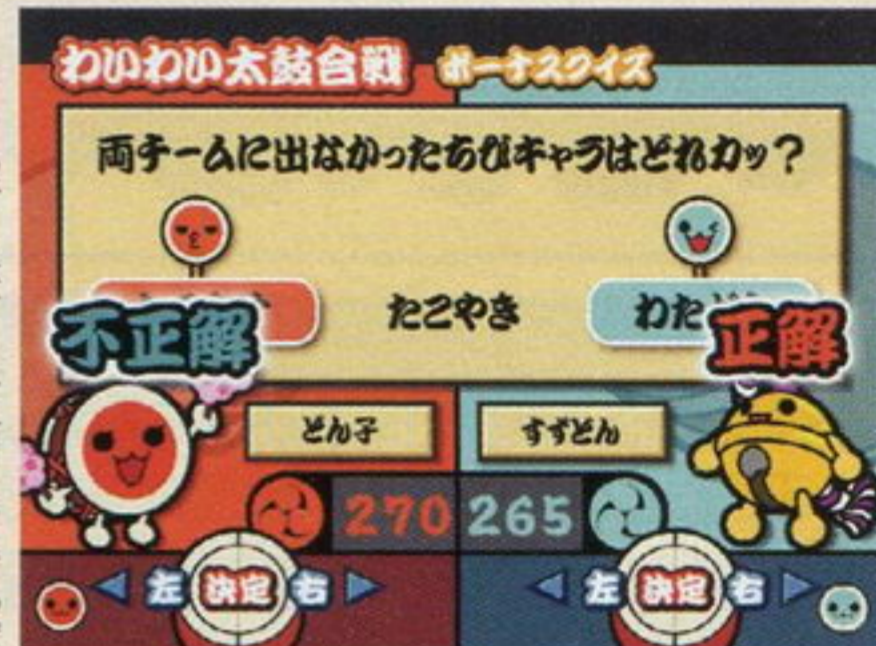 わいわい太鼓合戦 ボーナスクイズ
両チームに出なかったちびキャラはどれカッ？
たこやき
わた
不正解
正解
どん子
すずどん
270 265
左 決定 右
左 決定 右